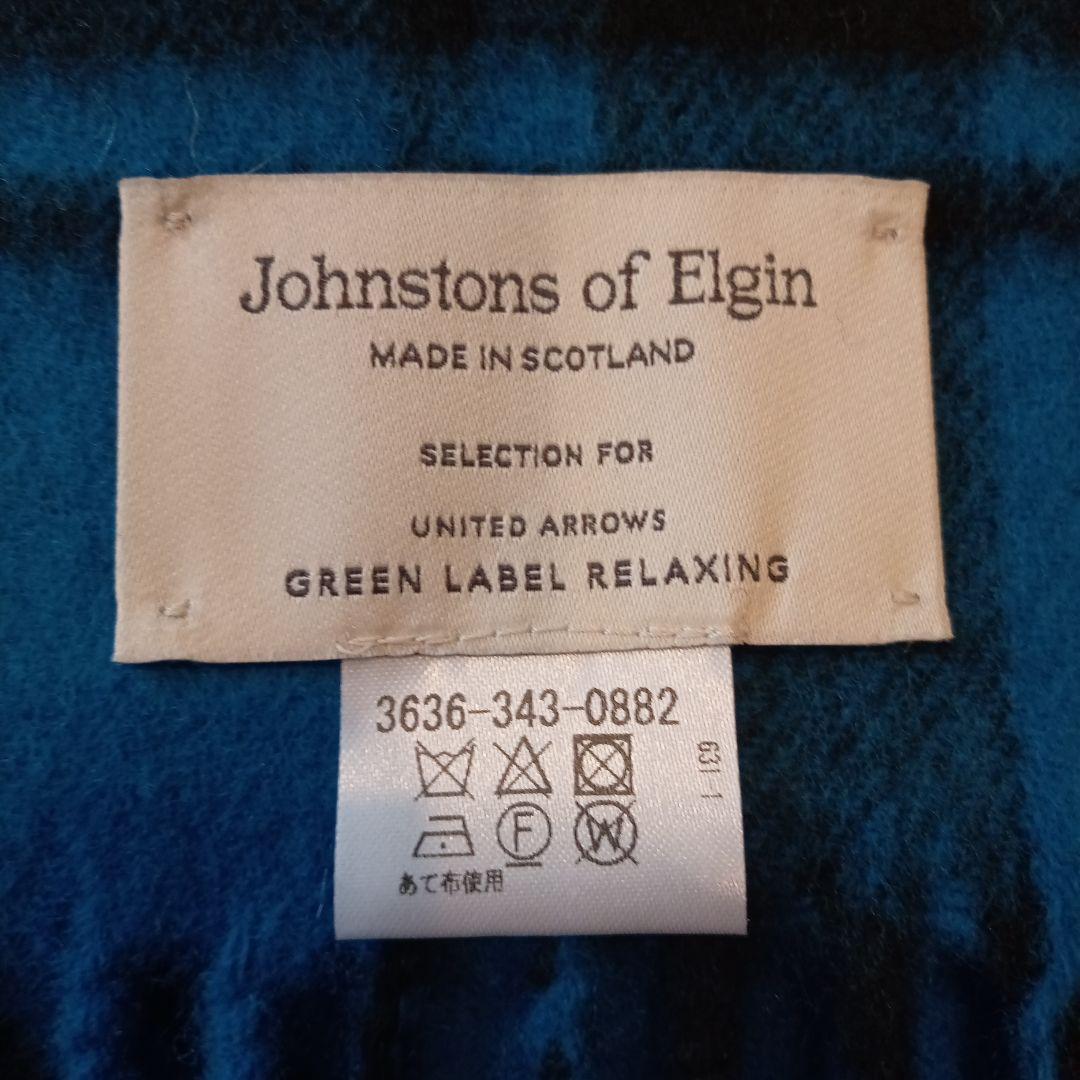 Johnstons of Elgin
MADE IN SCOTLAND
SELECTION FOR
UNITED ARROWS
GREEN LABEL RELAXING
3636-343-0882
F
W
あて布使用